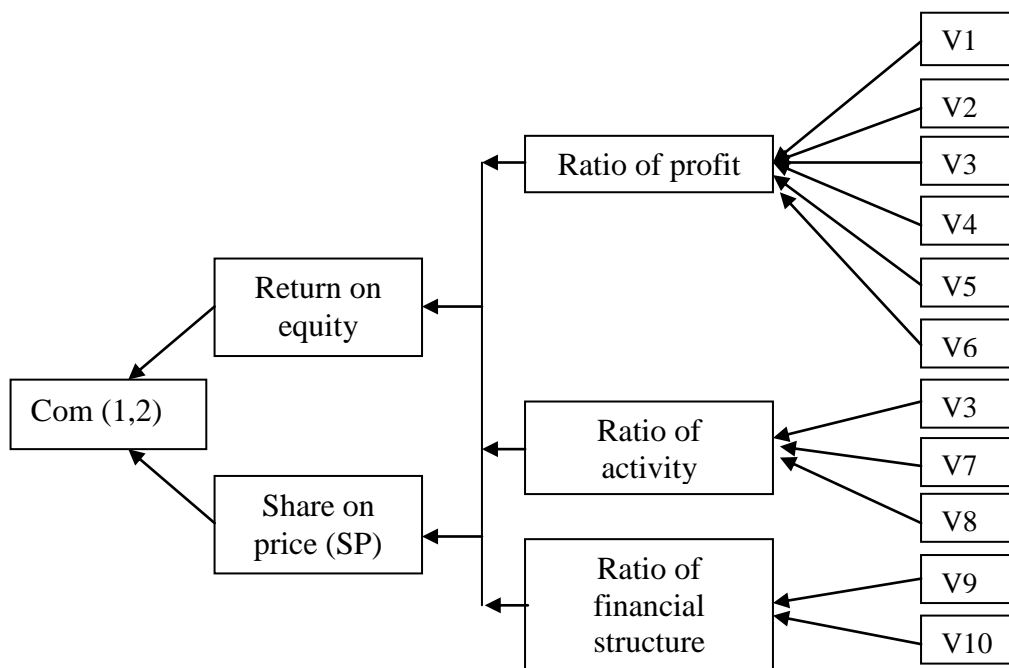 V1
V2
Ratio of profit
V3
V4
Return on
equity
V5
V6
Com (1,2)
V3
Ratio of
activity
V7
Share on
price (SP)
V8
Ratio of
financial
structure
V9
V10